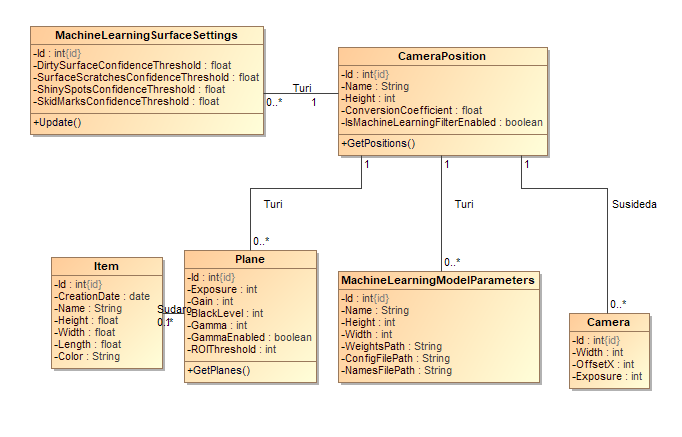 MachineLearningSurfaceSettings
-Id : int{id}
-DirtySurfaceConfidenceThreshold : float
-SurfaceScratchesConfidenceThreshold : float
-ShinySpotsConfidenceThreshold : float
-SkidMarksConfidenceThreshold : float
+Update()
Turi
0..*
1
CameraPosition
-Id : int{id}
-Name : String
-Height : int
-ConversionCoefficient : float
-IsMachineLearningFilterEnabled : boolean
+GetPositions()
1
1
1
Turi
Turi
Susideda
0..*
0..*
0..*
Item
-Id : int{id}
-CreationDate : date
-Name : String
-Height : float
-Width : float
-Length : float
-Color : String
Sudaro
Plane
-Id : int{id}
-Exposure : int
-Gain : int
-BlackLevel : int
-Gamma : int
-GammaEnabled : boolean
-ROIThreshold : int
+GetPlanes()
MachineLearningModelParameters
-Id : int{id}
-Name : String
-Height : int
-Width : int
-WeightsPath : String
-ConfigFilePath : String
-NamesFilePath : String
Camera
-Id : int{id}
-Width : int
-OffsetX : int
-Exposure : int